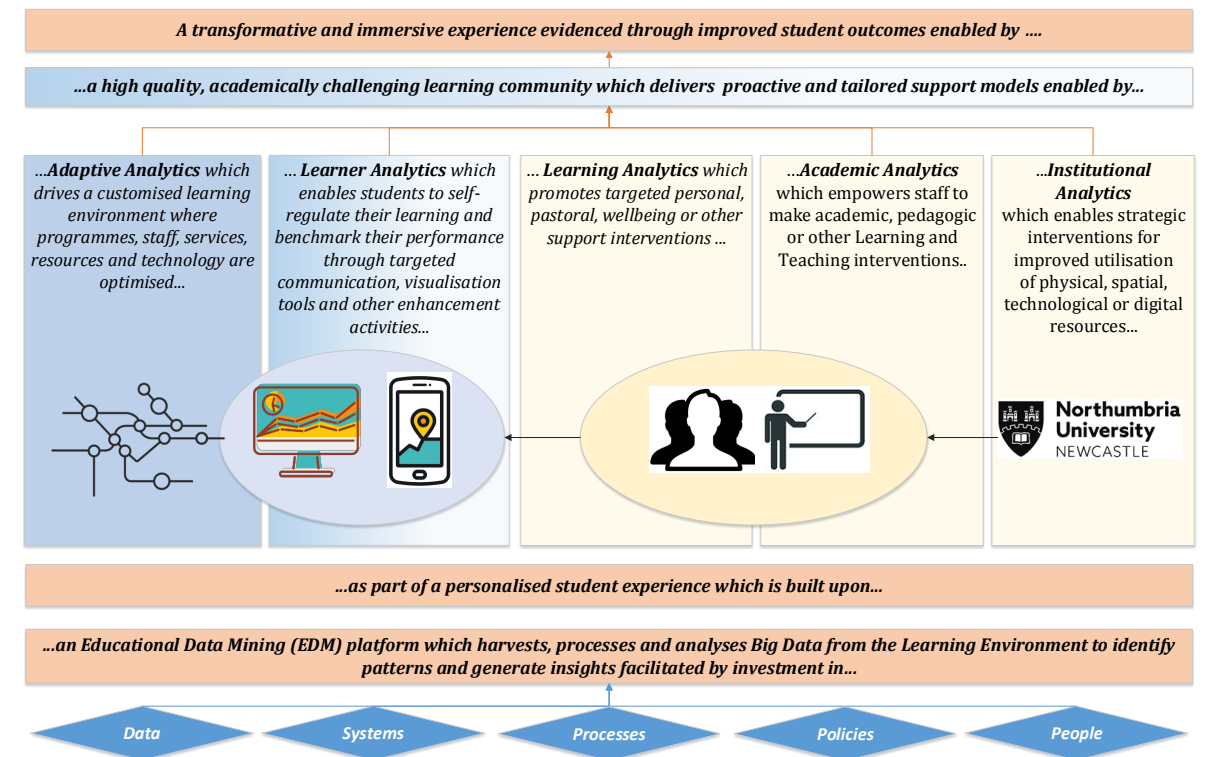 A transformative and immersive experience evidenced through improved student outcomes enabled by ....
...a high quality, academically challenging learning community which delivers proactive and tailored support models enabled by...
...Adaptive Analytics which
drives a customised learning
environment where
programmes, staff, services,
resources and technology are
optimised...
... Learner Analytics which
enables students to self-
regulate their learning and
benchmark their performance
through targeted
communication, visualisation
tools and other enhancement
activities...
... Learning Analytics which
promotes targeted personal,
pastoral, wellbeing or other
support interventions ...
...Academic Analytics
which empowers staff to
make academic, pedagogic
or other Learning and
Teaching interventions..
...Institutional
Analytics
which enables strategic
interventions for
improved utilisation
of physical, spatial,
technological or digital
resources...
Northumbria
University
NEWCASTLE
...as part of a personalised student experience which is built upon...
...an Educational Data Mining (EDM) platform which harvests, processes and analyses Big Data from the Learning Environment to identify
patterns and generate insights facilitated by investment in...
Data
Systems
Processes
Policies
People